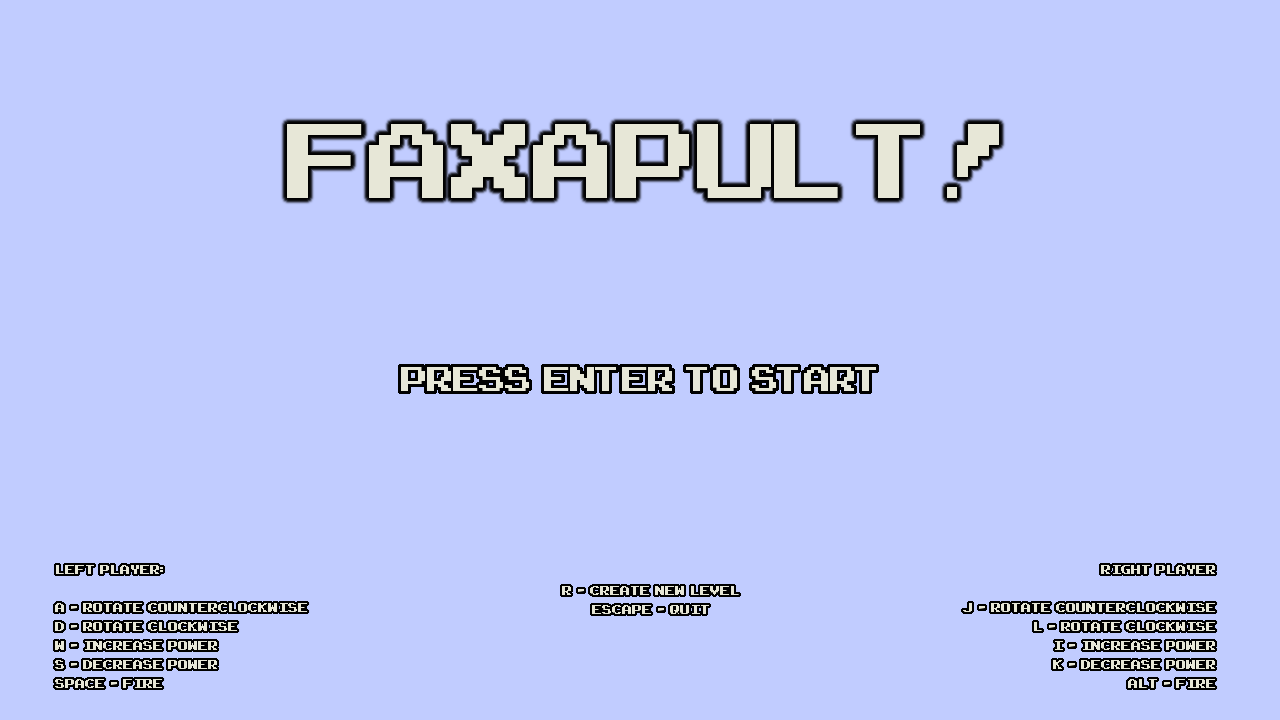 FAXAPULT!
PRESS ENTER TO START
LEFT PLAYER:
A - ROTATE COUNTERCLOCKWISE
D - ROTATE CLOCKWISE
W - INCREASE POWER
S - DECREASE POWER
SPACE - FIRE
R - CREATE NEW LEVEL
ESCAPE - QUIT
RIGHT PLAYER
J - ROTATE COUNTERCLOCKWISE
L - ROTATE CLOCKWISE
I - INCREASE POWER
K - DECREASE POWER
ALT - FIRE